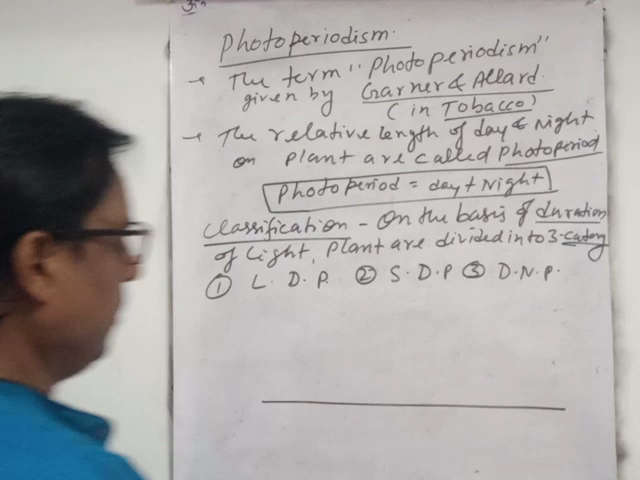 ॐ
Photoperiodism.
→ The term "Photoperiodism"
given by Garner & Allard.
(in Tobacco)
→ The relative length of day & Night
on plant are called Photoperiod
Photoperiod = day + Night
Classification - On the basis of duration
of light, Plant are divided into 3-
① L. D. P. ② S. D. P ③ D. N. P.